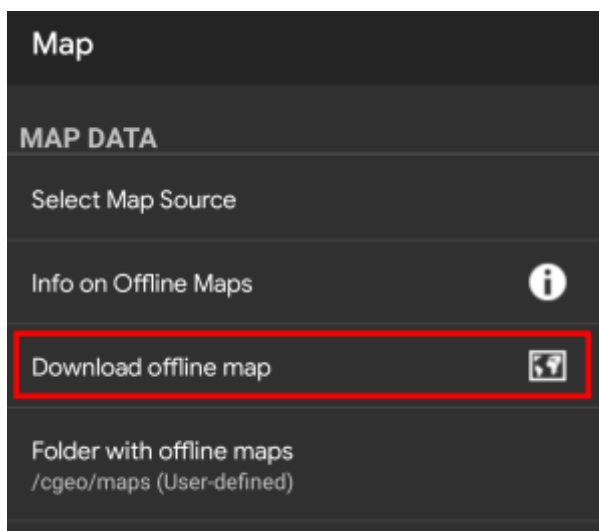 Map
MAP DATA
Select Map Source
Info on Offline Maps
Download offline map
Folder with offline maps
/cgeo/maps (User-defined)